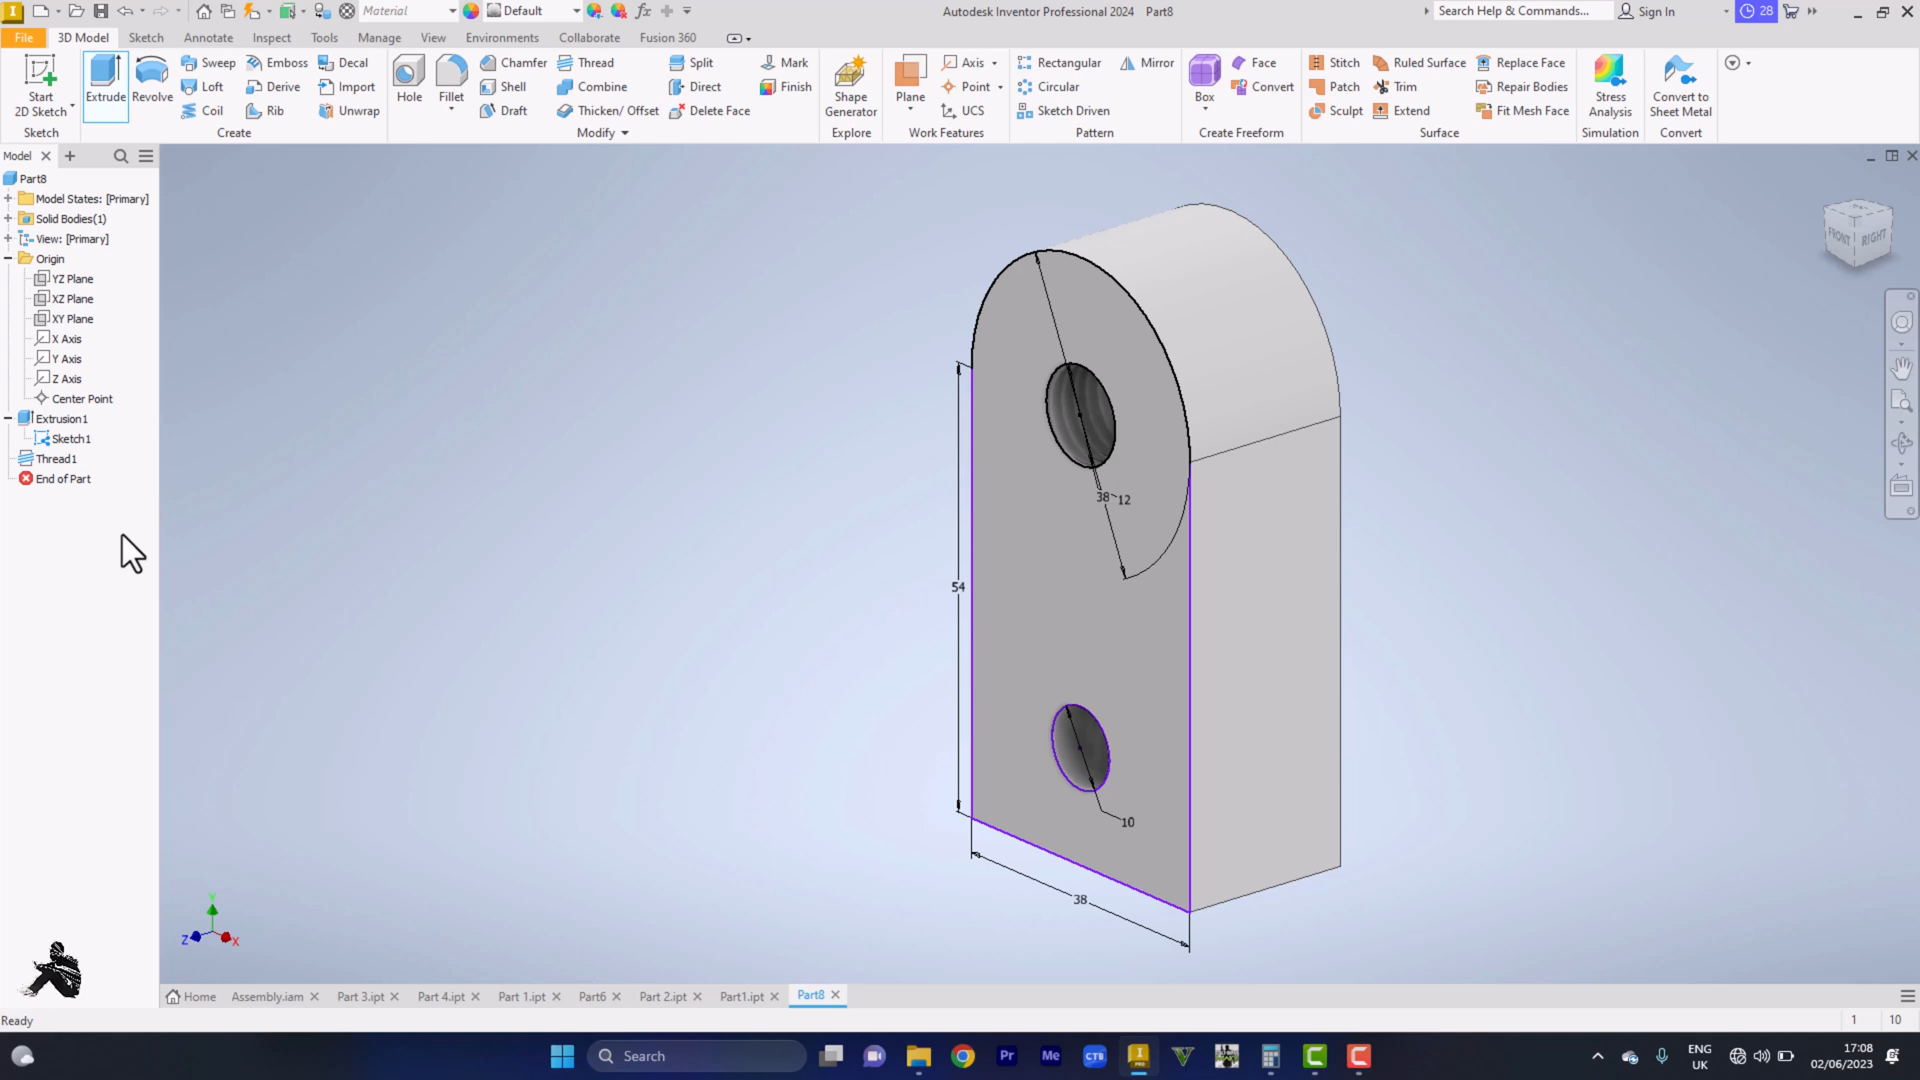 Material
Default
Autodesk Inventor Professional 2024 Part8
Search Help & Commands...
Sign In
28
File
3D Model
Sketch
Annotate
Inspect
Tools
Manage
View
Environments
Collaborate
Fusion 360
Start
2D Sketch
Extrude
Revolve
Sweep
Loft
Coil
Emboss
Derive
Rib
Decal
Import
Unwrap
Hole
Fillet
Chamfer
Shell
Draft
Thread
Combine
Thicken/ Offset
Split
Direct
Delete Face
Mark
Finish
Shape
Generator
Plane
Axis
Point
UCS
Rectangular
Circular
Sketch Driven
Mirror
Box
Face
Convert
Stitch
Patch
Sculpt
Ruled Surface
Trim
Extend
Replace Face
Repair Bodies
Fit Mesh Face
Stress
Analysis
Convert to
Sheet Metal
Sketch
Create
Modify
Explore
Work Features
Pattern
Create Freeform
Surface
Simulation
Convert
Model
Part8
Model States: [Primary]
Solid Bodies(1)
View: [Primary]
Origin
YZ Plane
XZ Plane
XY Plane
X Axis
Y Axis
Z Axis
Center Point
Extrusion1
Sketch1
Thread1
End of Part
FRONT
RIGHT
38
12
54
10
38
Y
Z
X
Home
Assembly.iam
Part 3.ipt
Part 4.ipt
Part 1.ipt
Part6
Part 2.ipt
Part1.ipt
Part8
Ready
1
10
Search
Pr
Me
CTB
ENG
UK
17:08
02/06/2023